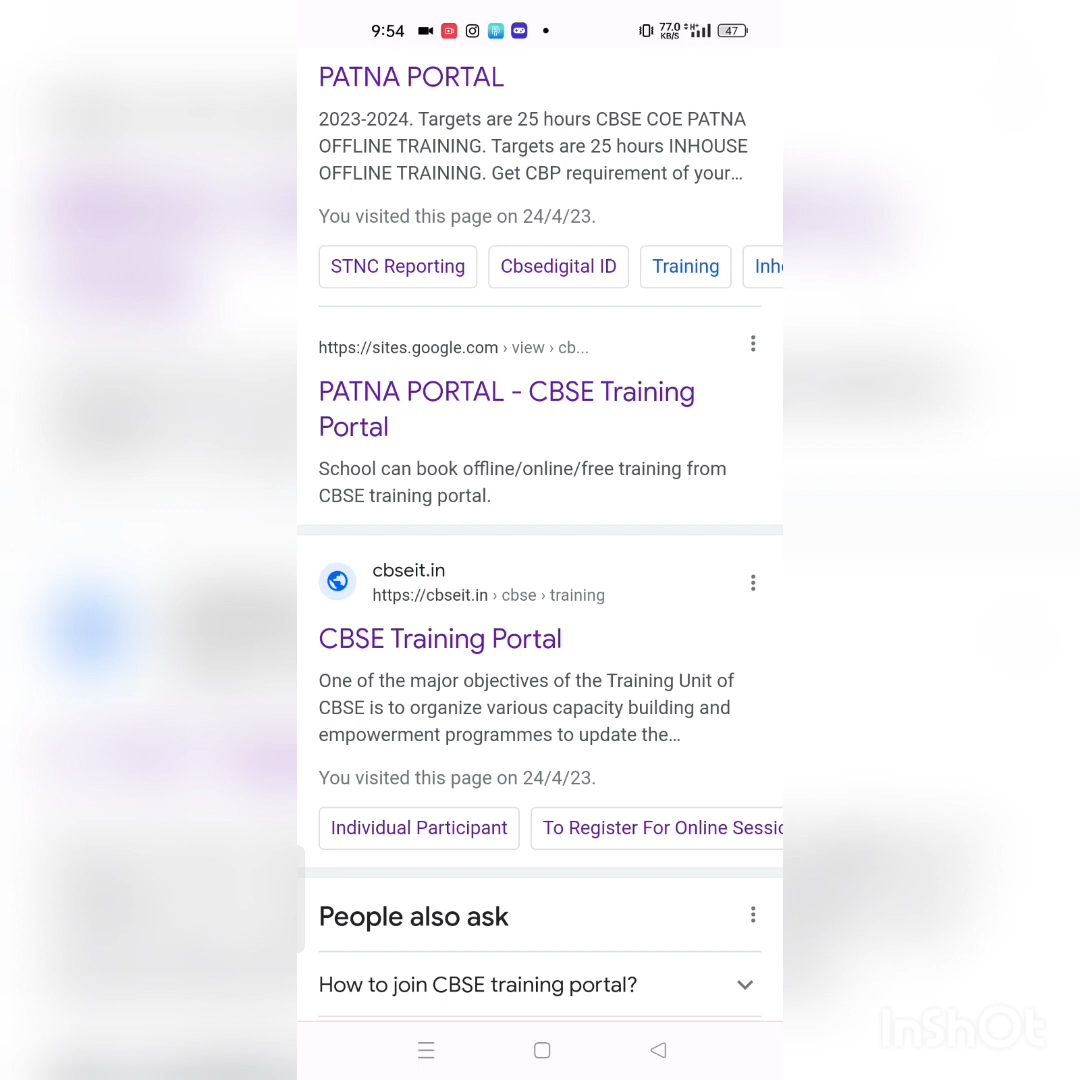 9:54
77.0
KB/S
H+
47
PATNA PORTAL
2023-2024. Targets are 25 hours CBSE COE PATNA
OFFLINE TRAINING. Targets are 25 hours INHOUSE
OFFLINE TRAINING. Get CBP requirement of your...
You visited this page on 24/4/23.
STNC Reporting
Cbsedigital ID
Training
Inh
https://sites.google.com › view › cb...
PATNA PORTAL - CBSE Training
Portal
School can book offline/online/free training from
CBSE training portal.
cbseit.in
https://cbseit.in › cbse › training
CBSE Training Portal
One of the major objectives of the Training Unit of
CBSE is to organize various capacity building and
empowerment programmes to update the...
You visited this page on 24/4/23.
Individual Participant
To Register For Online Sessic
People also ask
How to join CBSE training portal?
InShOt